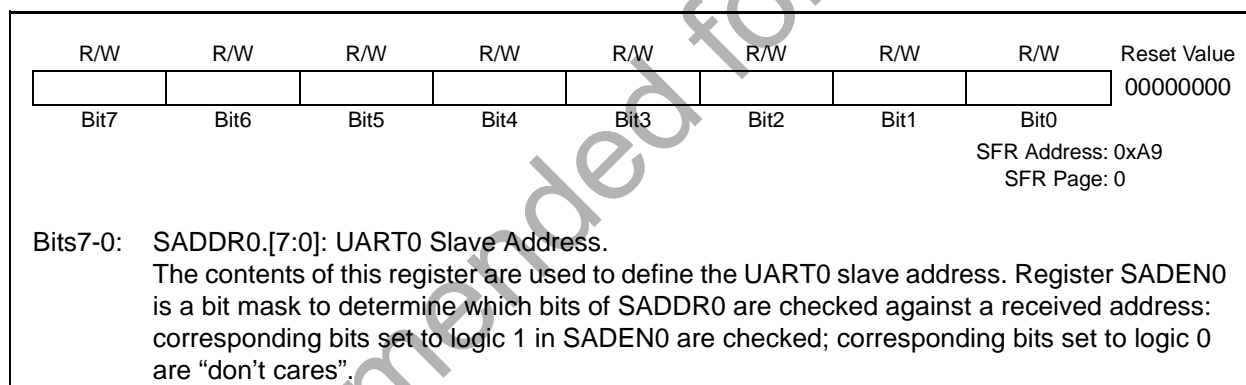 R/W R/W R/W R/W R/W R/W R/W R/W Reset Value
00000000
Bit7 Bit6 Bit5 Bit4 Bit3 Bit2 Bit1 Bit0
SFR Address: 0xA9
SFR Page: 0
Bits7-0: SADDR0.[7:0]: UART0 Slave Address.
The contents of this register are used to define the UART0 slave address. Register SADEN0
is a bit mask to determine which bits of SADDR0 are checked against a received address:
corresponding bits set to logic 1 in SADEN0 are checked; corresponding bits set to logic 0
are “don’t cares”.